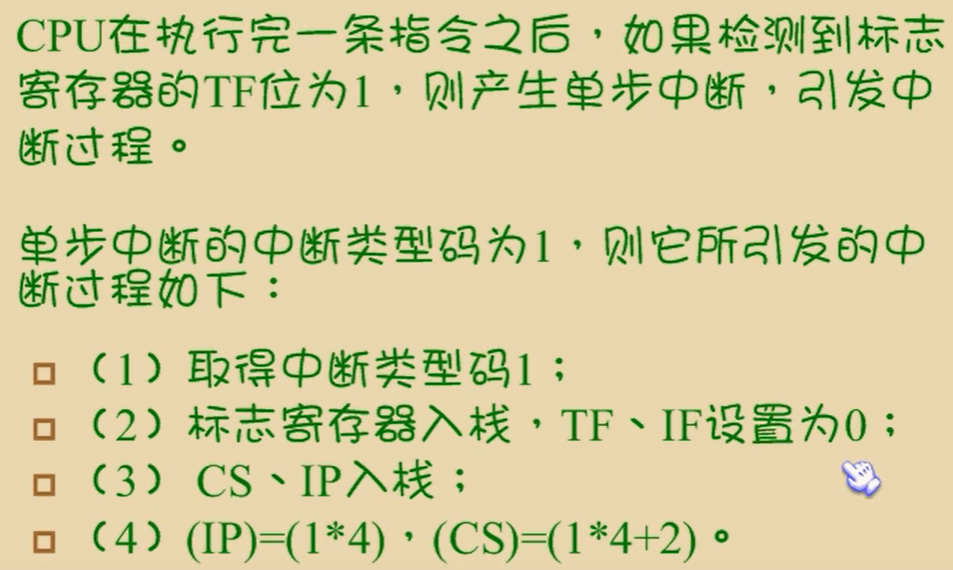 CPU在执行完一条指令之后，如果检测到标志
寄存器的TF位为1，则产生单步中断，引发中
断过程。
单步中断的中断类型码为1，则它所引发的中
断过程如下：
（1）取得中断类型码1；
（2）标志寄存器入栈，TF、IF设置为0；
（3） CS、IP入栈；
（4）(IP)=(1*4)，(CS)=(1*4+2)。